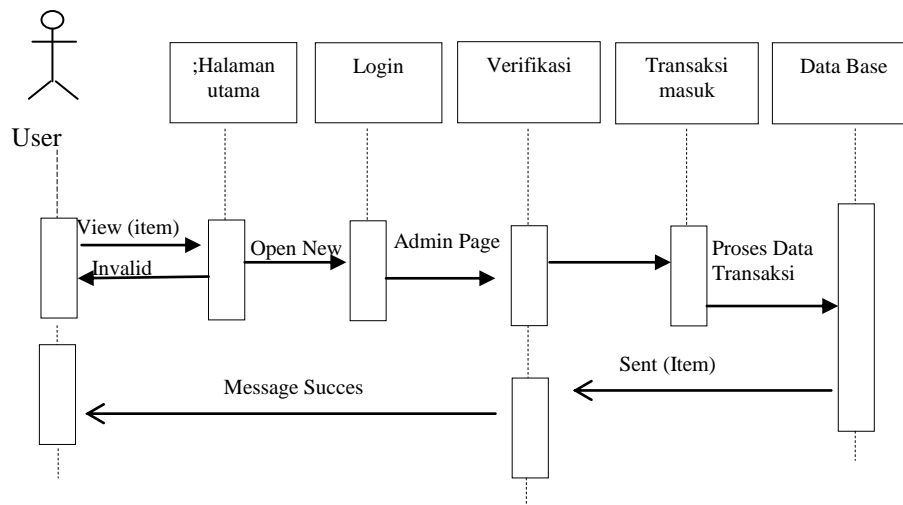 ;Halaman
utama
Login
Verifikasi
Transaksi
masuk
Data Base
User
View (item)
Invalid
Open New
Admin Page
Proses Data
Transaksi
Sent (Item)
Message Succes